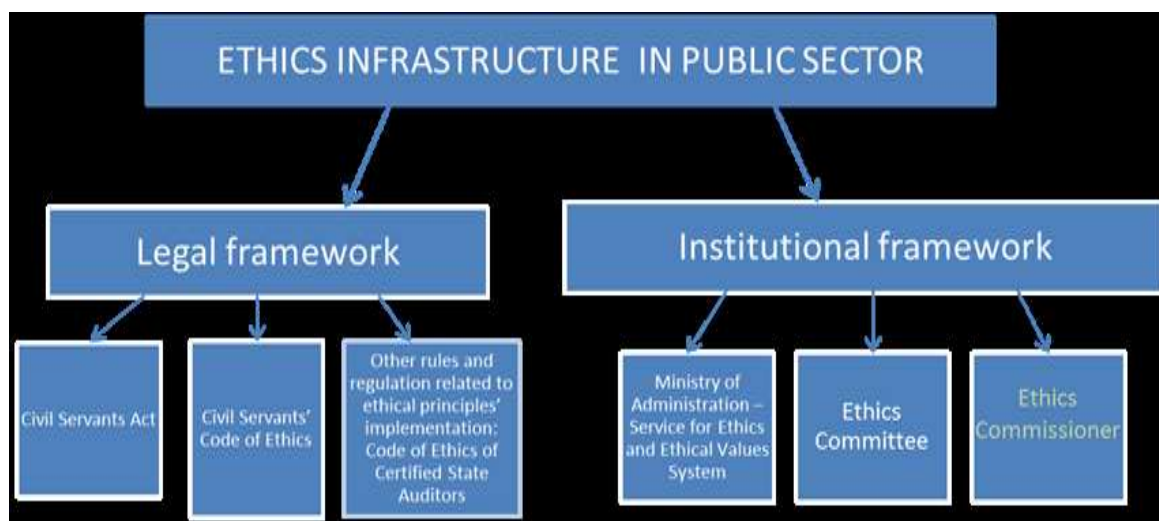 ETHICS INFRASTRUCTURE IN PUBLIC SECTOR
Legal framework
Institutional framework
Civil Servants Act
Civil Servants’
Code of Ethics
Other rules and
regulation related to
ethical principles’
implementation:
Code of Ethics of
Certified State
Auditors
Ministry of
Administration –
Service for Ethics
and Ethical Values
System
Ethics
Committee
Ethics
Commissioner